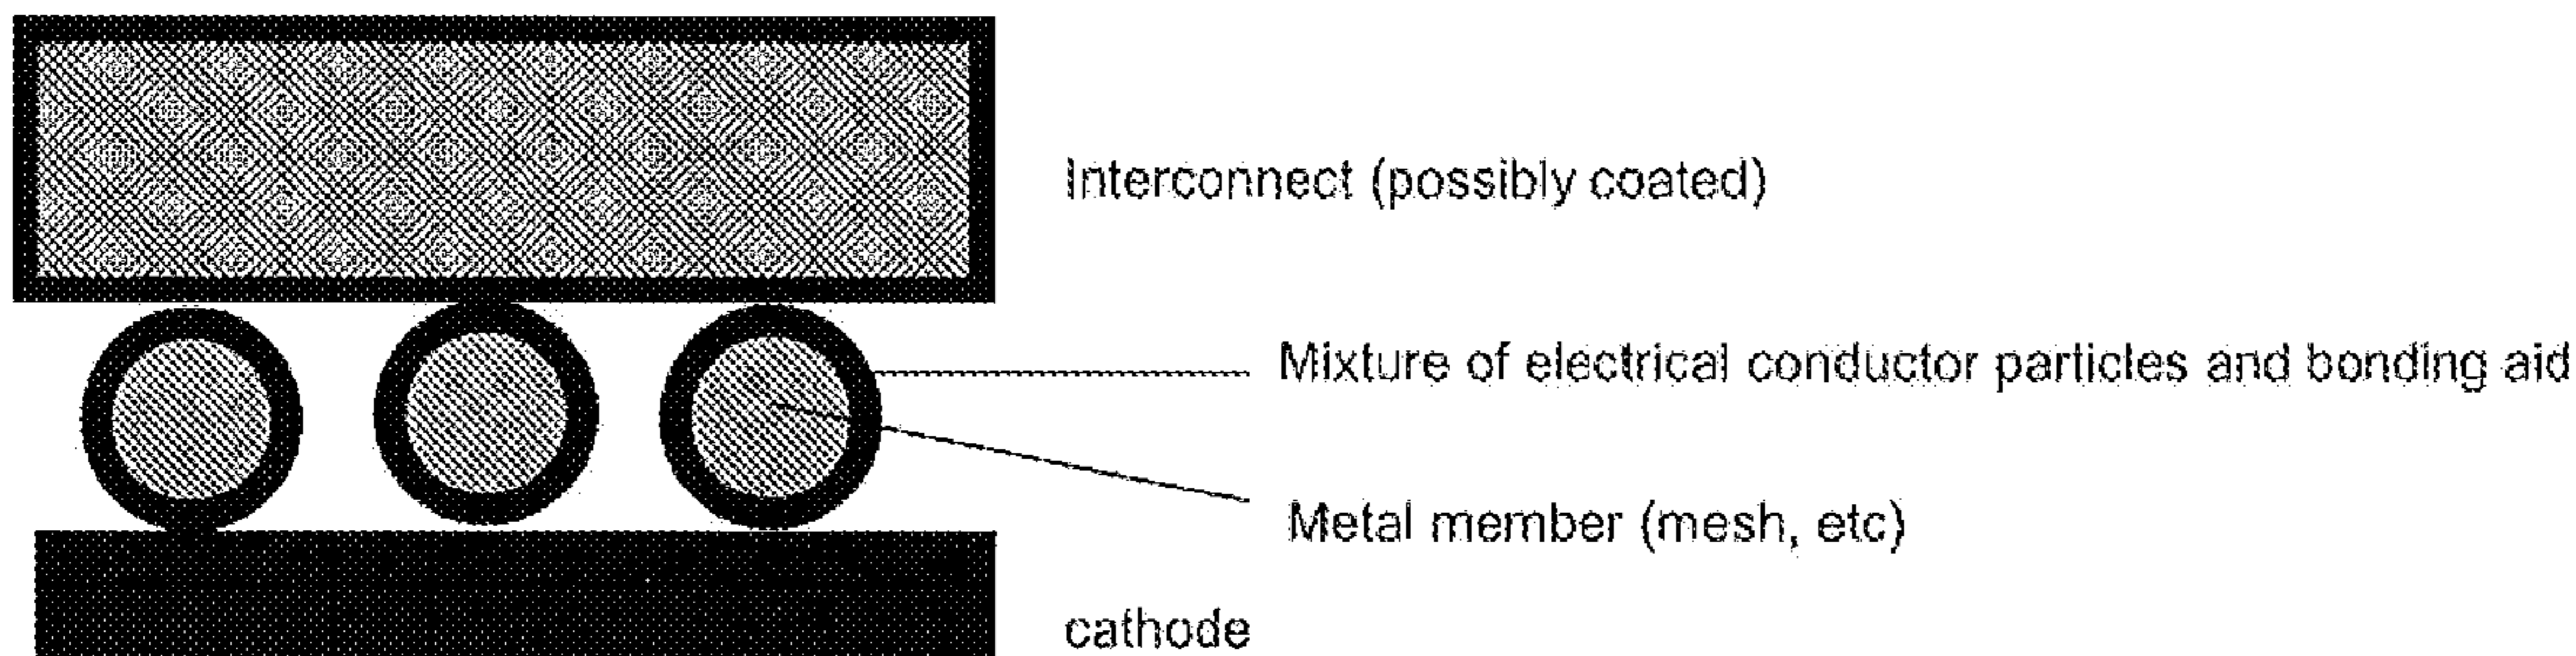 Interconnect (possibly coated)
Mixture of electrical conductor particles and bonding aid
Metal member (mesh, etc)
cathode